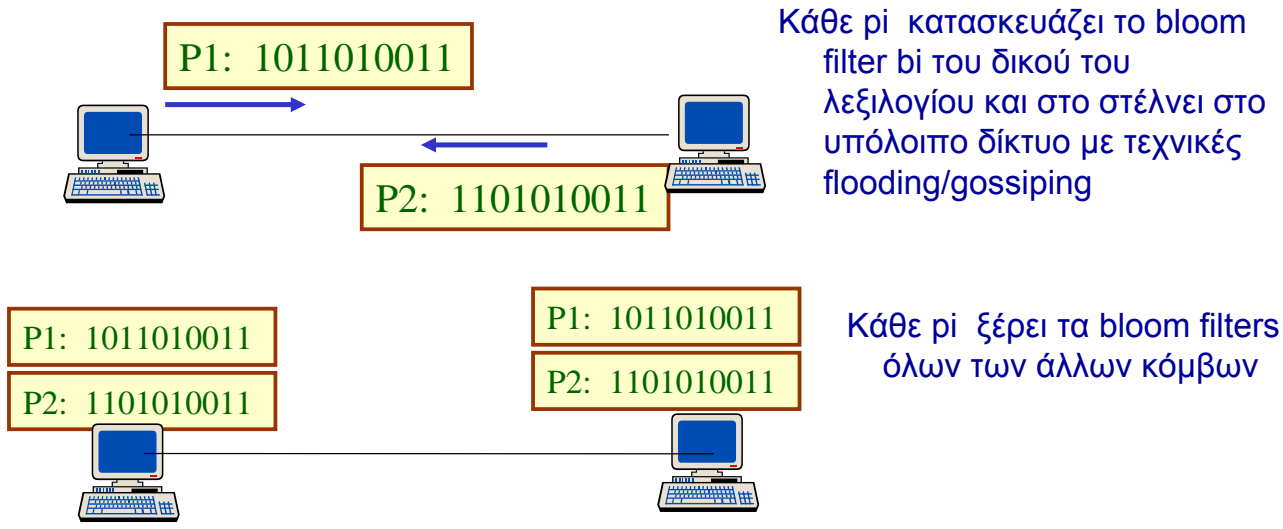 P1: 1011010011
P2: 1101010011
Κάθε pi κατασκευάζει το bloom
filter bi του δικού του
λεξιλογίου και στο στέλνει στο
υπόλοιπο δίκτυο με τεχνικές
flooding/gossiping
P1: 1011010011
P2: 1101010011
P1: 1011010011
P2: 1101010011
Κάθε pi ξέρει τα bloom filters
όλων των άλλων κόμβων